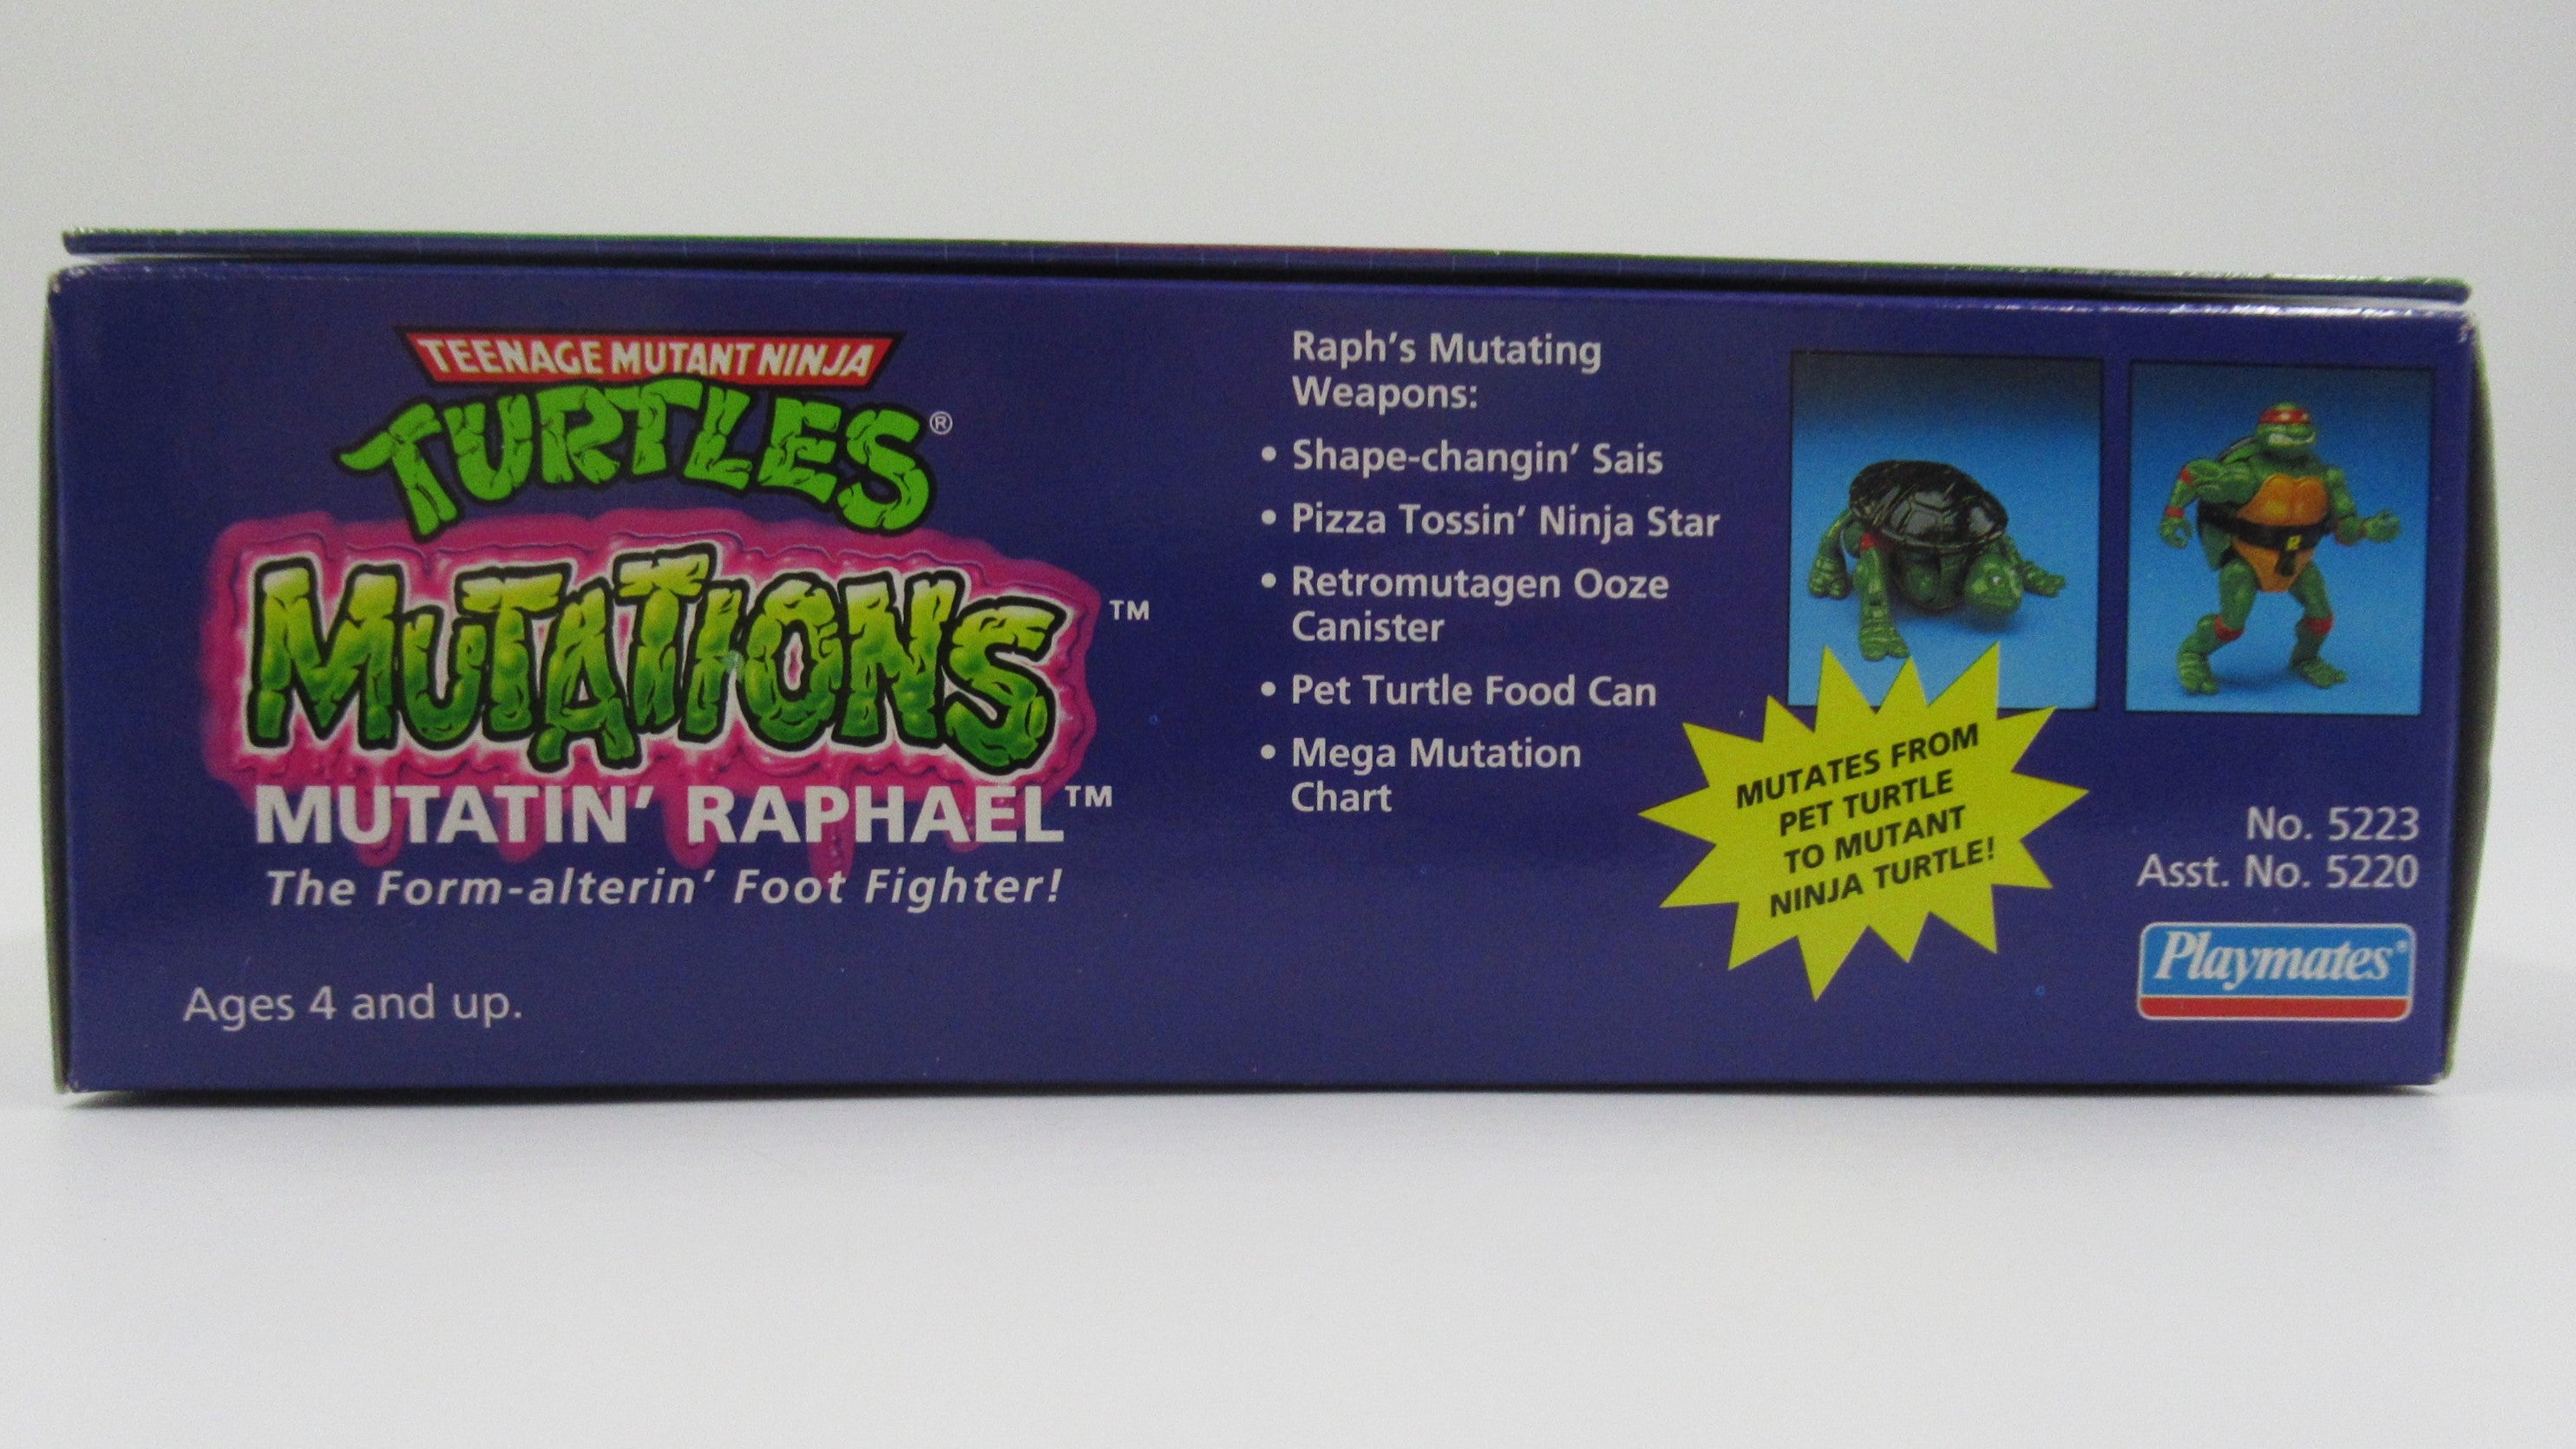 TEENAGE MUTANT NINJA
TURTLES®
MUTATIONS™
MUTATIN' RAPHAEL™
The Form-alterin' Foot Fighter!
Ages 4 and up.
Raph's Mutating
Weapons:
• Shape-changin' Sais
• Pizza Tossin' Ninja Star
• Retromutagen Ooze
Canister
• Pet Turtle Food Can
• Mega Mutation
Chart
MUTATES FROM
PET TURTLE
TO MUTANT
NINJA TURTLE!
No. 5223
Asst. No. 5220
Playmates®